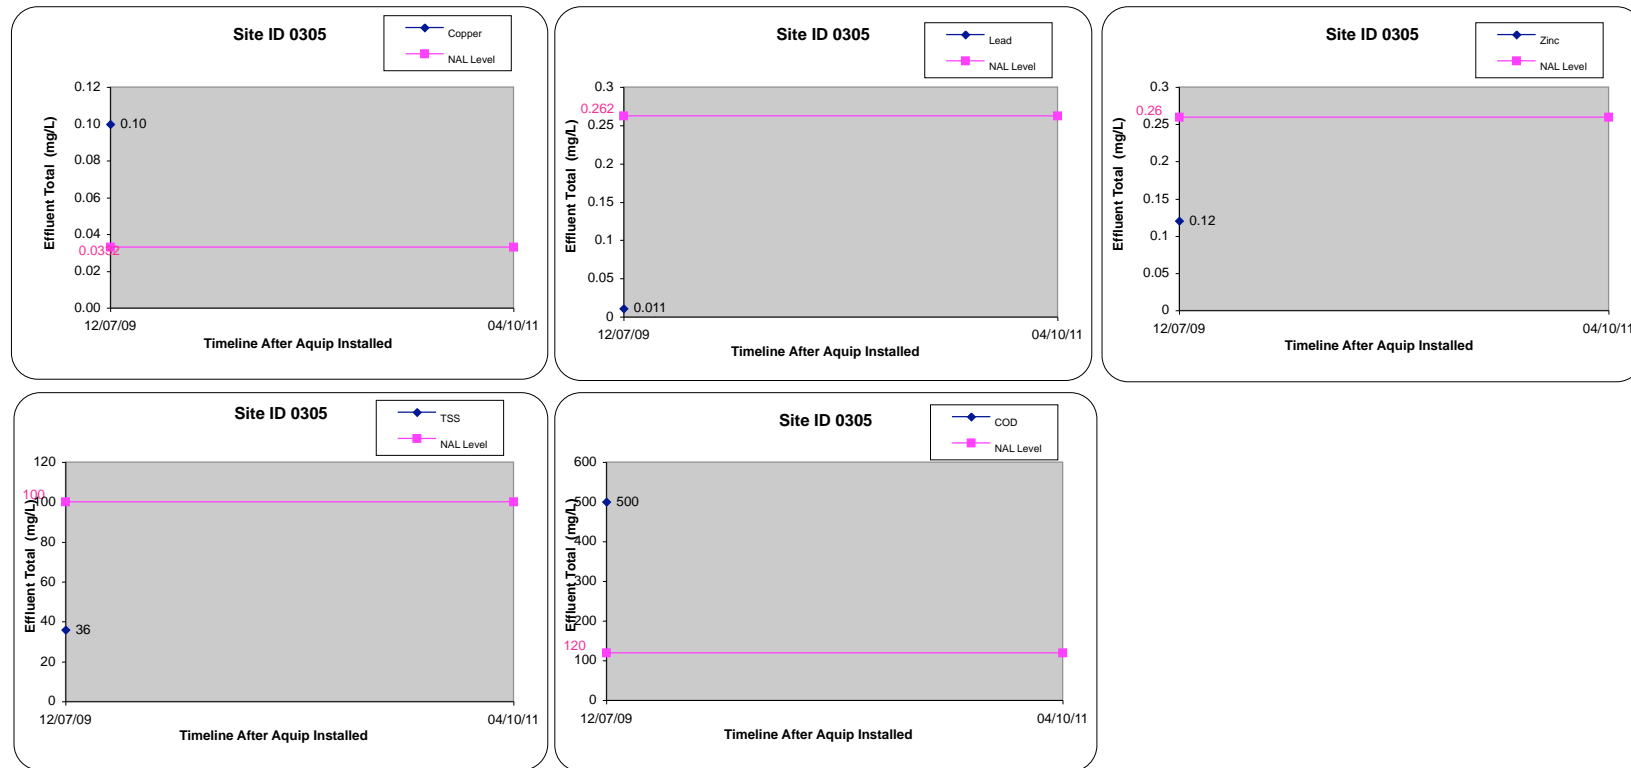 Site ID 0305
Copper
NAL Level
0.12
0.10
0.08
0.06
0.04
0.02
0.00
Effluent Total (mg/L)
0.10
0.0332
12/07/09
04/10/11
Timeline After Aquip Installed
Site ID 0305
Lead
NAL Level
0.3
0.25
0.2
0.15
0.1
0.05
0
Effluent Total (mg/L)
0.262
0.011
12/07/09
04/10/11
Timeline After Aquip Installed
Site ID 0305
Zinc
NAL Level
0.3
0.25
0.2
0.15
0.1
0.05
0
Effluent Total (mg/L)
0.26
0.12
12/07/09
04/10/11
Timeline After Aquip Installed
Site ID 0305
TSS
NAL Level
120
100
80
60
40
20
0
Effluent Total (mg/L)
100
36
12/07/09
04/10/11
Timeline After Aquip Installed
Site ID 0305
COD
NAL Level
600
500
400
300
200
100
0
Effluent Total (mg/L)
500
120
12/07/09
04/10/11
Timeline After Aquip Installed